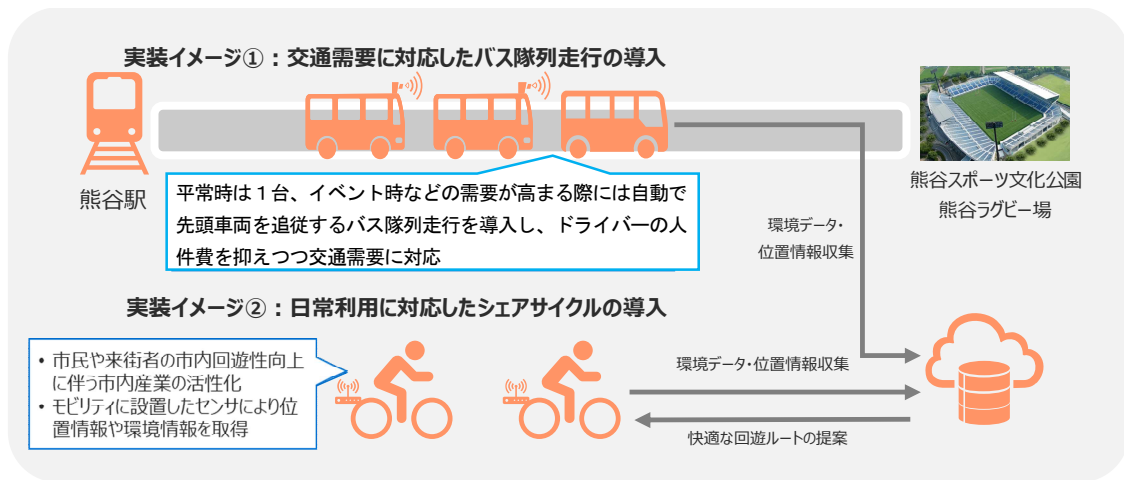 実装イメージ①：交通需要に対応したバス隊列走行の導入
熊谷駅
平常時は１台、イベント時などの需要が高まる際には自動で
先頭車両を追従するバス隊列走行を導入し、ドライバーの人
件費を抑えつつ交通需要に対応
熊谷スポーツ文化公園
熊谷ラグビー場
環境データ・
位置情報収集
実装イメージ②：日常利用に対応したシェアサイクルの導入
• 市民や来街者の市内回遊性向上
に伴う市内産業の活性化
• モビリティに設置したセンサにより位
置情報や環境情報を取得
環境データ・位置情報収集
快適な回遊ルートの提案